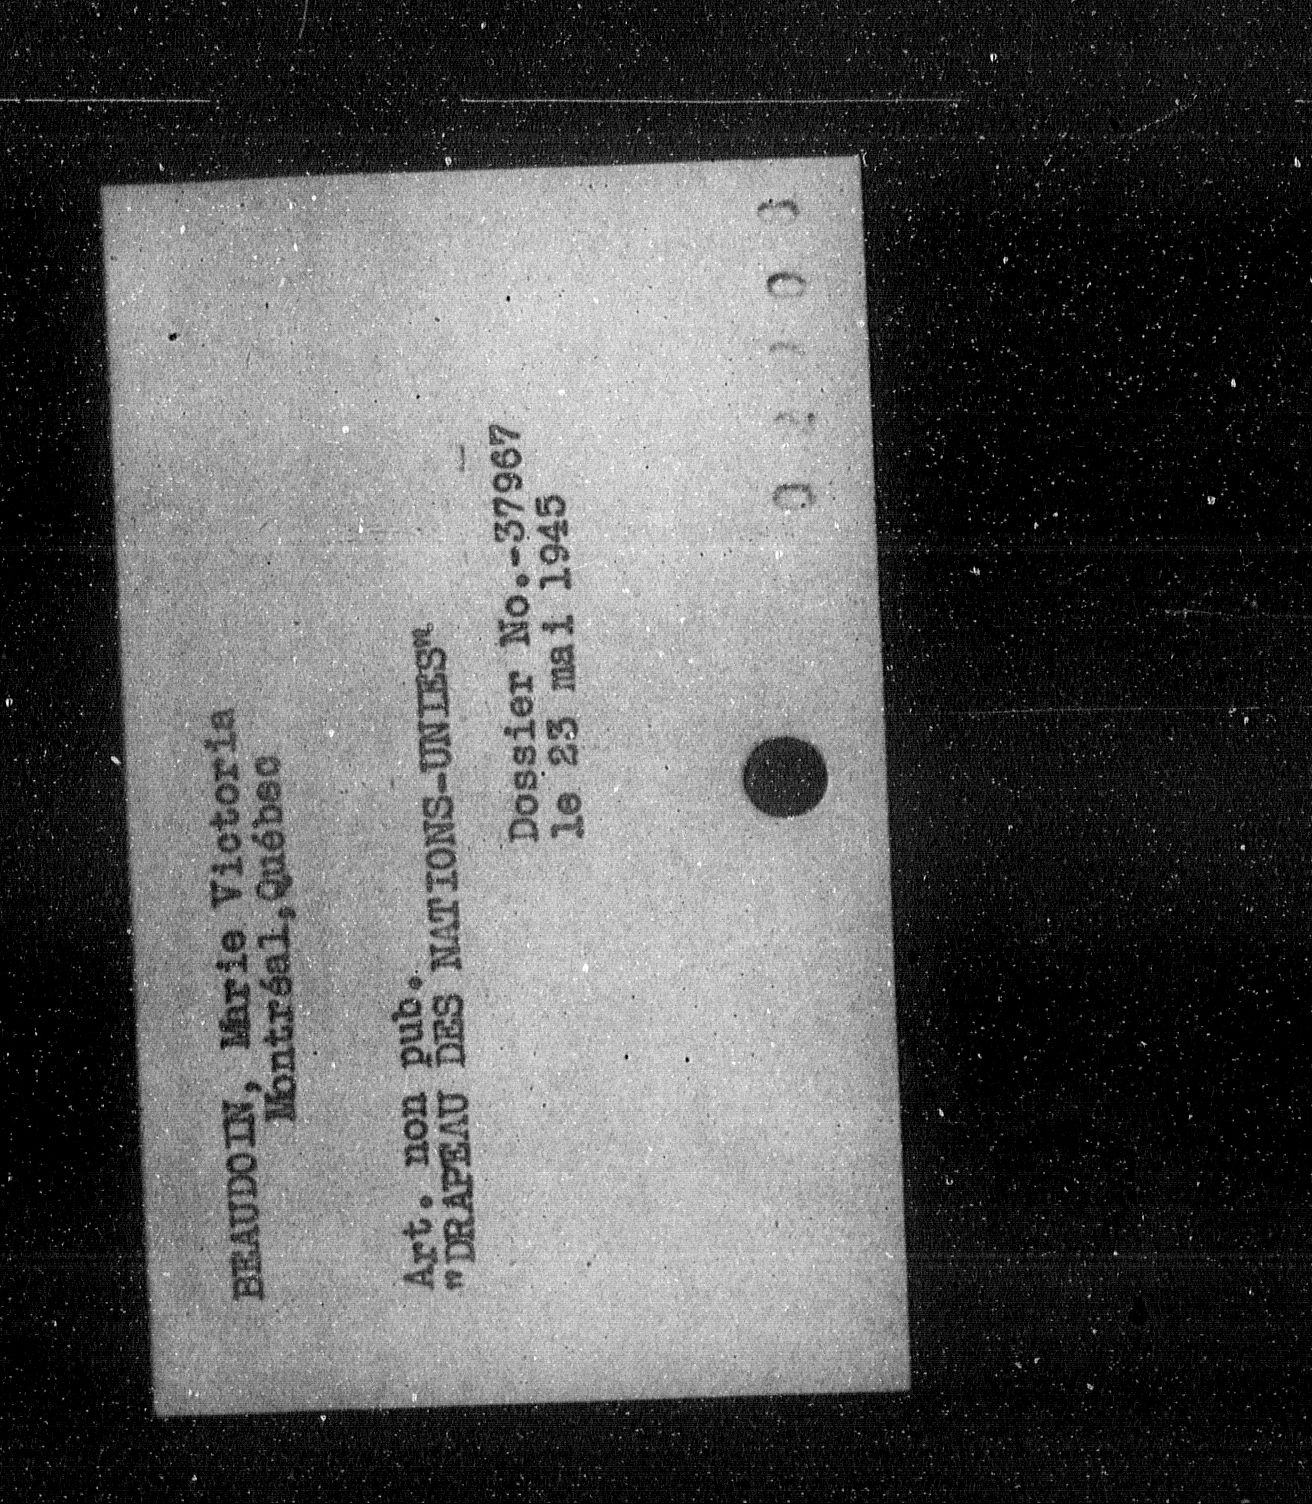 BEAUDOIN, Marie Victoria
Montréal,Québec
Art. non pub.
"DRAPEAU DES NATIONS-UNIES"
Dossier No.-37967
le 23 mai 1945